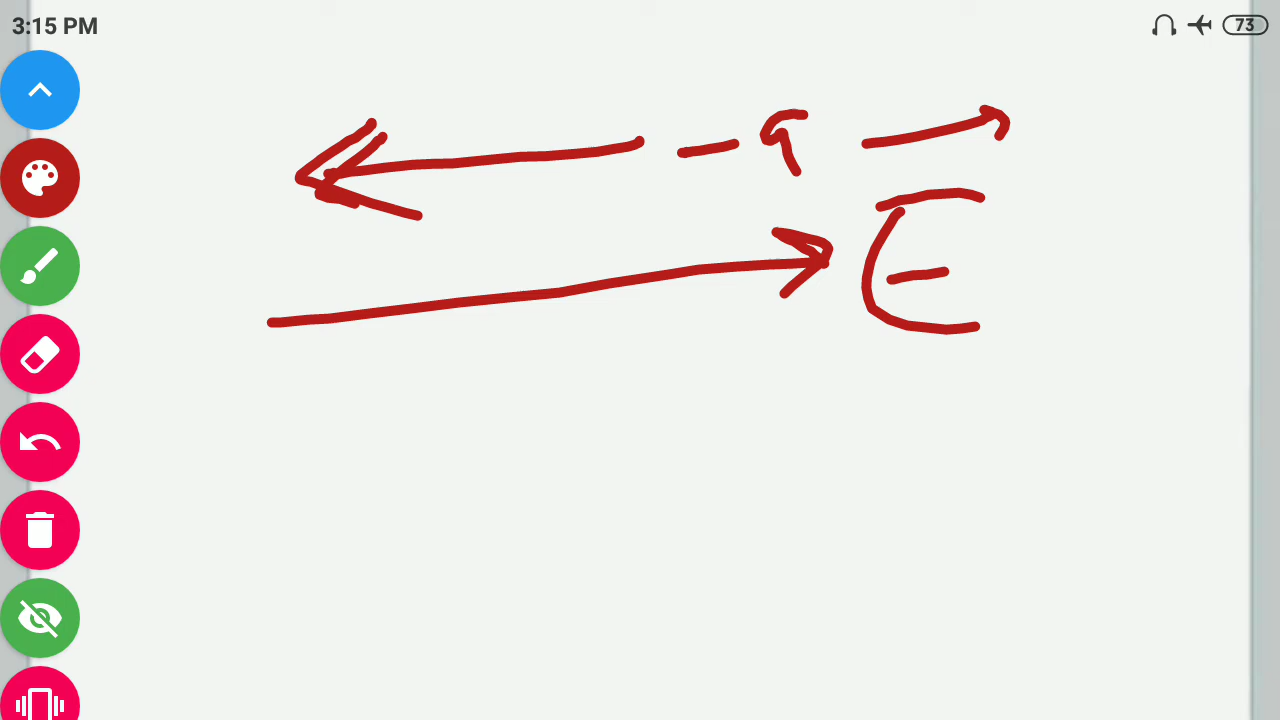 3:15 PM
73
← -q →
→ E